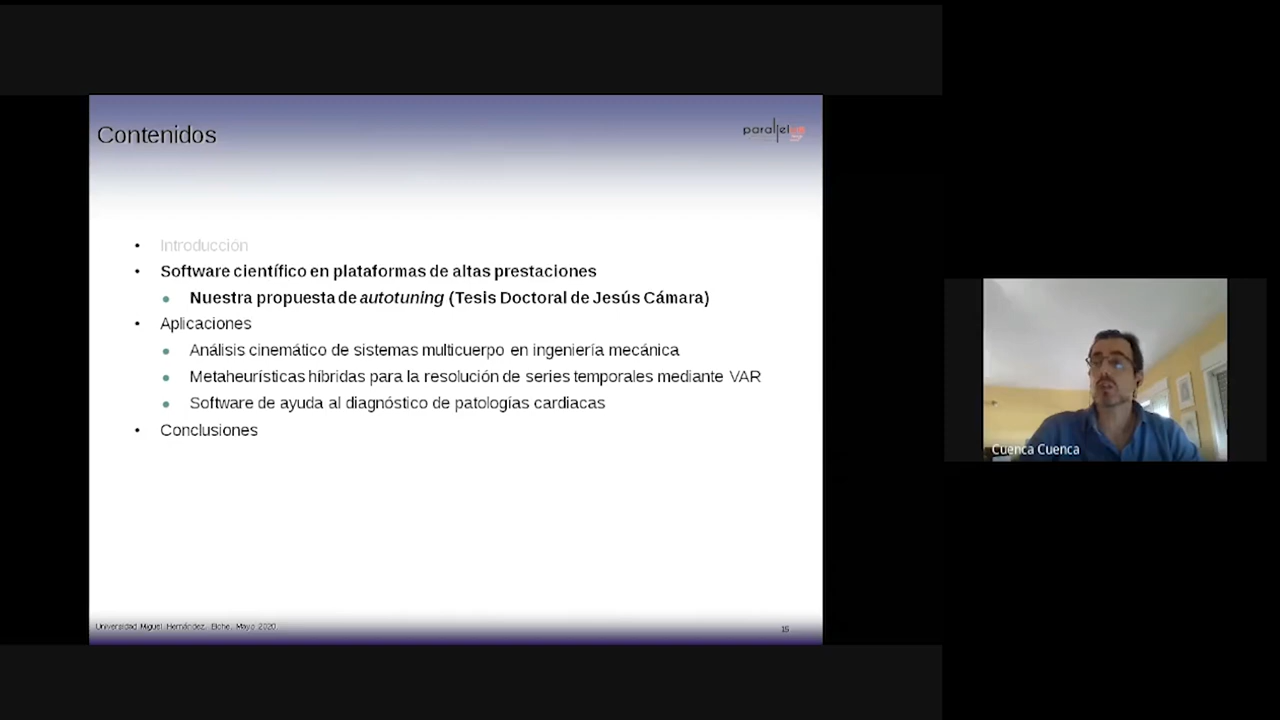 Contenidos
parallel
• Introducción
• Software científico en plataformas de altas prestaciones
• Nuestra propuesta de autotuning (Tesis Doctoral de Jesús Cámara)
• Aplicaciones
• Análisis cinemático de sistemas multicuerpo en ingeniería mecánica
• Metaheurísticas híbridas para la resolución de series temporales mediante VAR
• Software de ayuda al diagnóstico de patologías cardiacas
• Conclusiones
Cuenca Cuenca
Universidad Miguel Hernández. Elche. Mayo 2020.
15